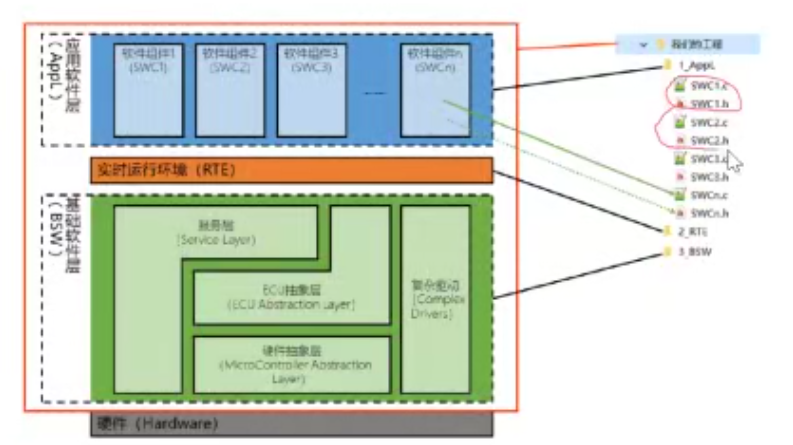 应用软件层
（AppL）
软件组件1
(SWC1)
软件组件2
(SWC2)
软件组件3
(SWC3)
……
软件组件n
(SWCn)
实时运行环境（RTE）
基础软件层
（BSW）
服务层
(Service Layer)
ECU抽象层
(ECU Abstraction Layer)
复杂驱动
(Complex
Drivers)
硬件抽象层
(MicroController Abstraction
Layer)
硬件（Hardware）
我们的工程
1_AppL
SWC1.c
SWC1.h
SWC2.c
SWC2.h
SWC3.c
SWC3.h
SWCn.c
SWCn.h
2_RTE
3_BSW